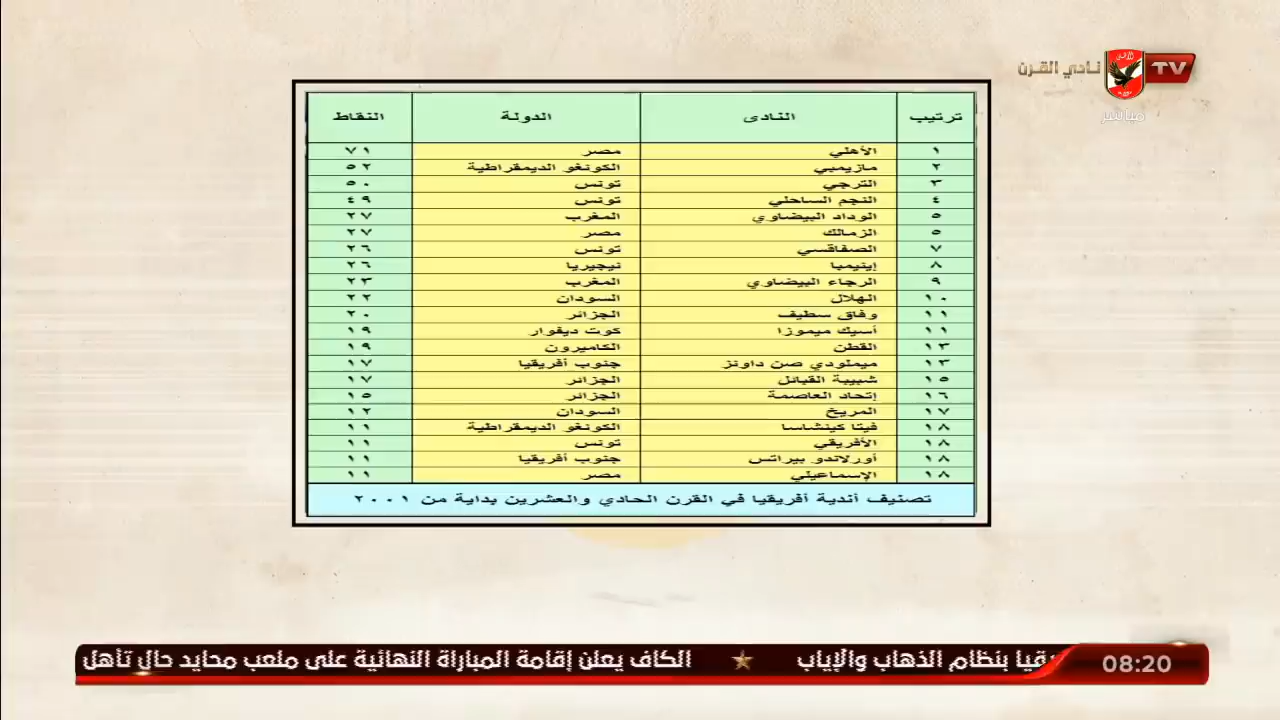 نادي القرن TV
مباشر
ترتيب النادى الدولة النقاط
١ الأهلي مصر ٧١
٢ مازيمبي الكونغو الديمقراطية ٥٢
٣ الترجي تونس ٥٠
٤ النجم الساحلي تونس ٤٩
٥ الوداد البيضاوي المغرب ٢٧
٥ الزمالك مصر ٢٧
٧ الصفاقسي تونس ٢٦
٨ إينيمبا نيجيريا ٢٦
٩ الرجاء البيضاوي المغرب ٢٣
١٠ الهلال السودان ٢٢
١١ وفاق سطيف الجزائر ٢٠
١١ أسيك ميموزا كوت ديفوار ١٩
١٣ القطن الكاميرون ١٩
١٣ ميملودي صن داونز جنوب أفريقيا ١٧
١٥ شبيبة القبائل الجزائر ١٧
١٦ إتحاد العاصمة الجزائر ١٥
١٧ المريخ السودان ١٢
١٨ فيتا كينشاسا الكونغو الديمقراطية ١١
١٨ الأفريقي تونس ١١
١٨ أورلاندو بيراتس جنوب أفريقيا ١١
١٨ الإسماعيلي مصر ١١
تصنيف أندية أفريقيا في القرن الحادي والعشرين بداية من ٢٠٠١
08:20 بنظام الذهاب والإياب الكاف يعلن إقامة المباراة النهائية على ملعب محايد حال تأهل